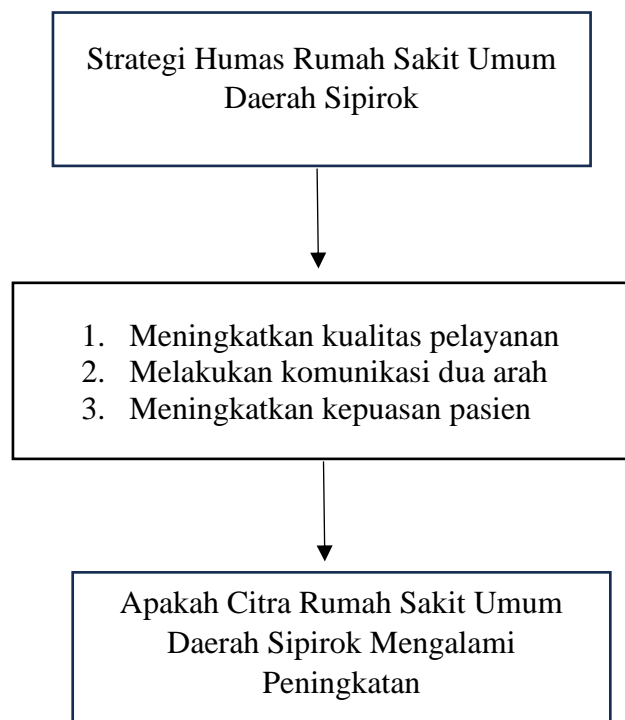 Strategi Humas Rumah Sakit Umum
Daerah Sipirok
1. Meningkatkan kualitas pelayanan
2. Melakukan komunikasi dua arah
3. Meningkatkan kepuasan pasien
Apakah Citra Rumah Sakit Umum
Daerah Sipirok Mengalami
Peningkatan